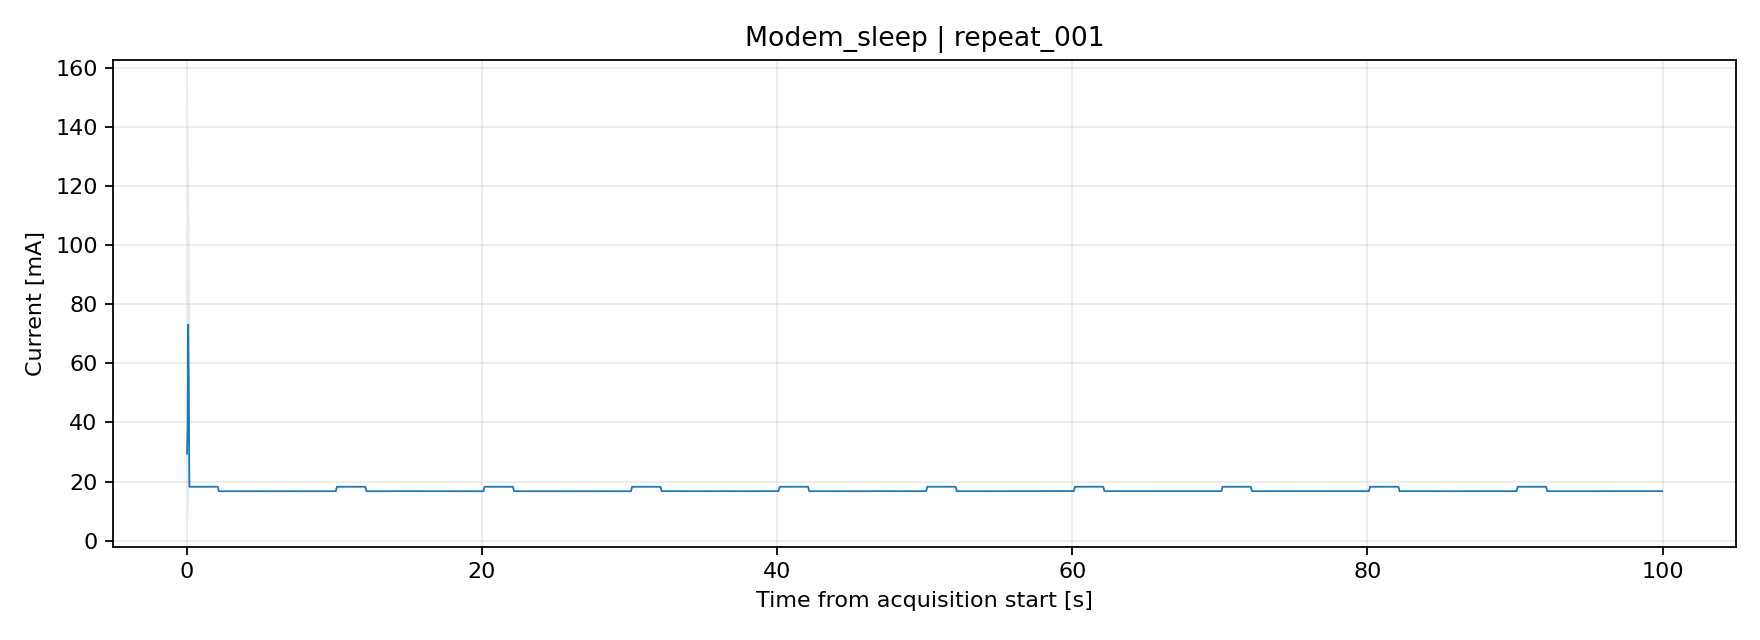 Modem_sleep | repeat_001
160
140
120
100
80
60
40
20
0
Current [mA]
0 20 40 60 80 100
Time from acquisition start [s]